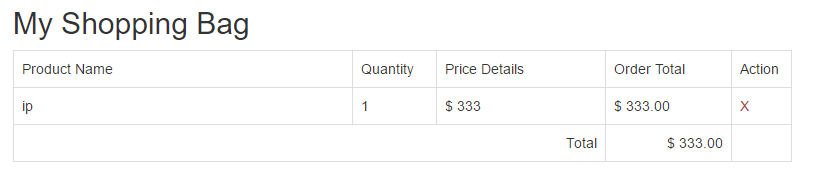 My Shopping Bag
Product Name Quantity Price Details Order Total Action
ip 1 $ 333 $ 333.00 X
Total $ 333.00